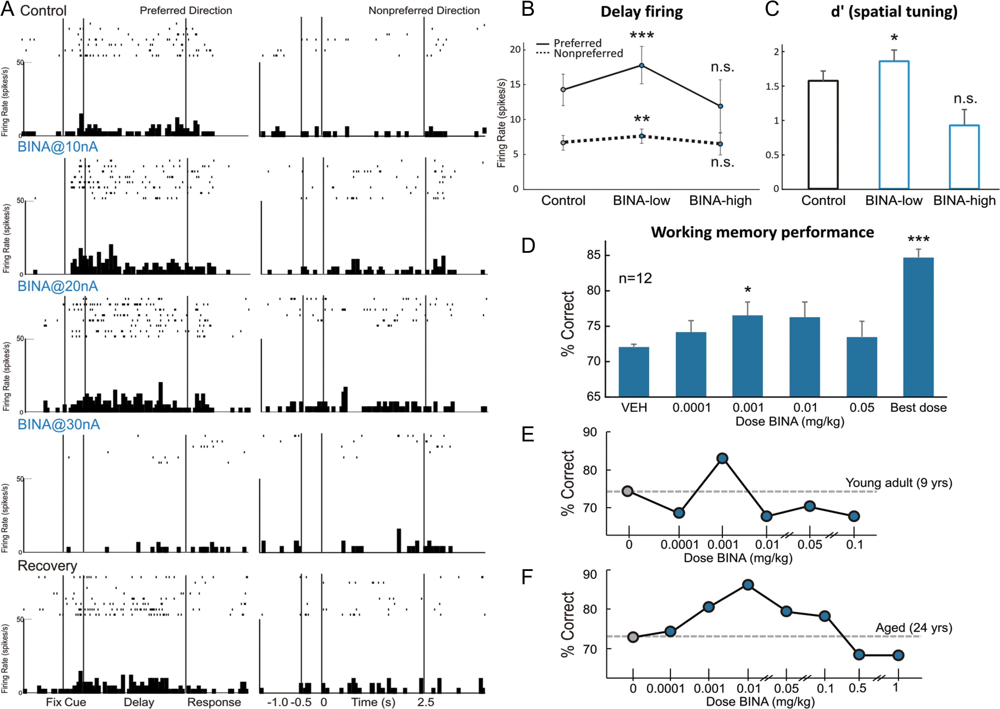 A
Control
Preferred Direction
Nonpreferred Direction
50
0
Firing Rate (spikes/s)
BINA@10nA
50
0
Firing Rate (spikes/s)
BINA@20nA
50
0
Firing Rate (spikes/s)
BINA@30nA
50
0
Firing Rate (spikes/s)
Recovery
50
0
Firing Rate (spikes/s)
Fix Cue Delay Response
-1.0 -0.5 0 Time (s) 2.5
B
Delay firing
***
Preferred
Nonpreferred
n.s.
**
n.s.
20
15
10
5
0
Firing Rate (spikes/s)
Control BINA-low BINA-high
C
d' (spatial tuning)
*
n.s.
2
1.5
1
0.5
0
Control BINA-low BINA-high
D
Working memory performance
***
n=12
*
85
80
75
70
65
% Correct
VEH 0.0001 0.001 0.01 0.05 Best dose
Dose BINA (mg/kg)
E
90
80
70
% Correct
Young adult (9 yrs)
0 0.0001 0.001 0.01 0.05 0.1
Dose BINA (mg/kg)
F
90
80
70
% Correct
Aged (24 yrs)
0 0.0001 0.001 0.01 0.05 0.1 0.5 1
Dose BINA (mg/kg)